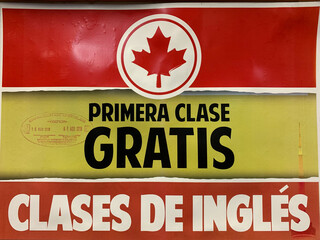 PRIMERA CLASE
GRATIS
CLASES DE INGLÉS